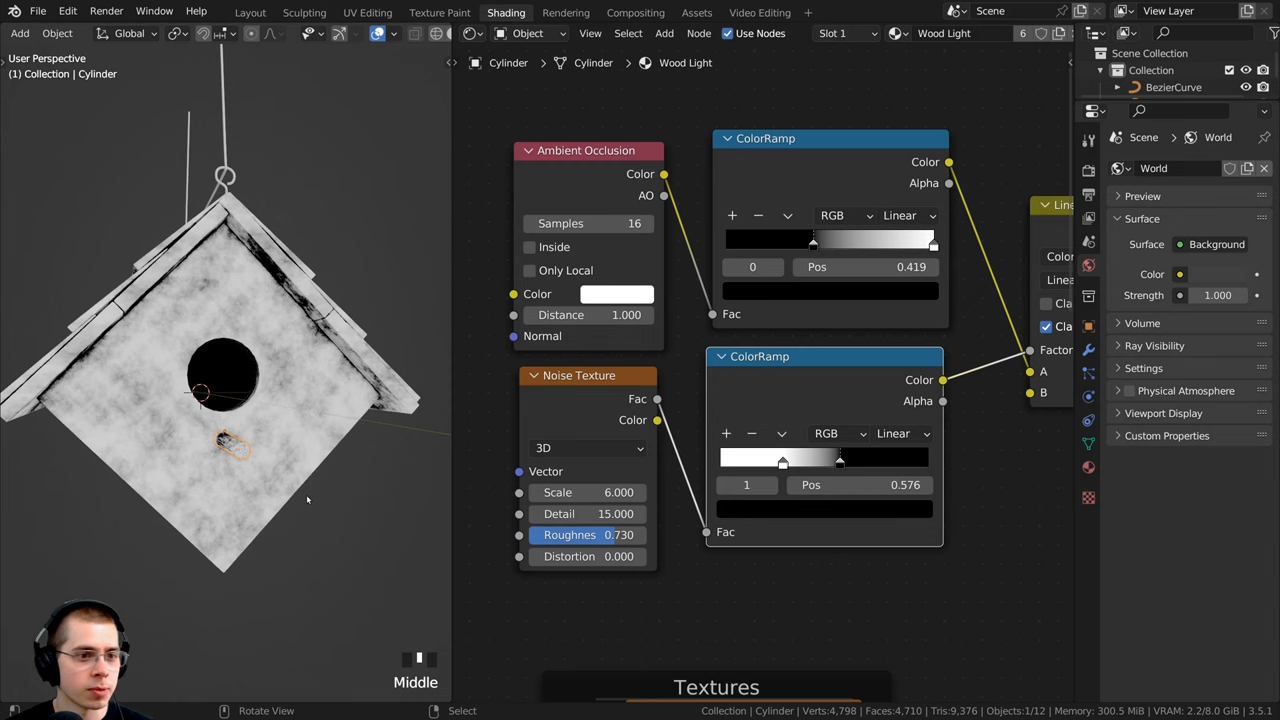 File Edit Render Window Help Layout Sculpting UV Editing Texture Paint Shading Rendering Compositing Assets Video Editing + Scene View Layer
Add Object Global Object View Select Add Node Use Nodes Slot 1 Wood Light 6
User Perspective
(1) Collection | Cylinder
Cylinder > Cylinder > Wood Light
Scene Collection
Collection
BezierCurve
Scene > World
World
Preview
Surface
Surface Background
Color
Strength 1.000
Volume
Ray Visibility
Settings
Physical Atmosphere
Viewport Display
Custom Properties
Ambient Occlusion
Color
AO
Samples 16
Inside
Only Local
Color
Distance 1.000
Normal
ColorRamp
Color
Alpha
+ − RGB Linear
0 Pos 0.419
Fac
Noise Texture
Fac
Color
3D
Vector
Scale 6.000
Detail 15.000
Roughnes 0.730
Distortion 0.000
ColorRamp
Color
Alpha
+ − RGB Linear
1 Pos 0.576
Fac
Line
Color
Linea
Cla
Cla
Factor
A
B
Textures
Middle
Rotate View
Select
Collection | Cylinder | Verts:4,798 | Faces:4,710 | Tris:9,376 | Objects:1/12 | Memory: 300.5 MiB | VRAM: 2.2/8.0 GiB | 3.5.1